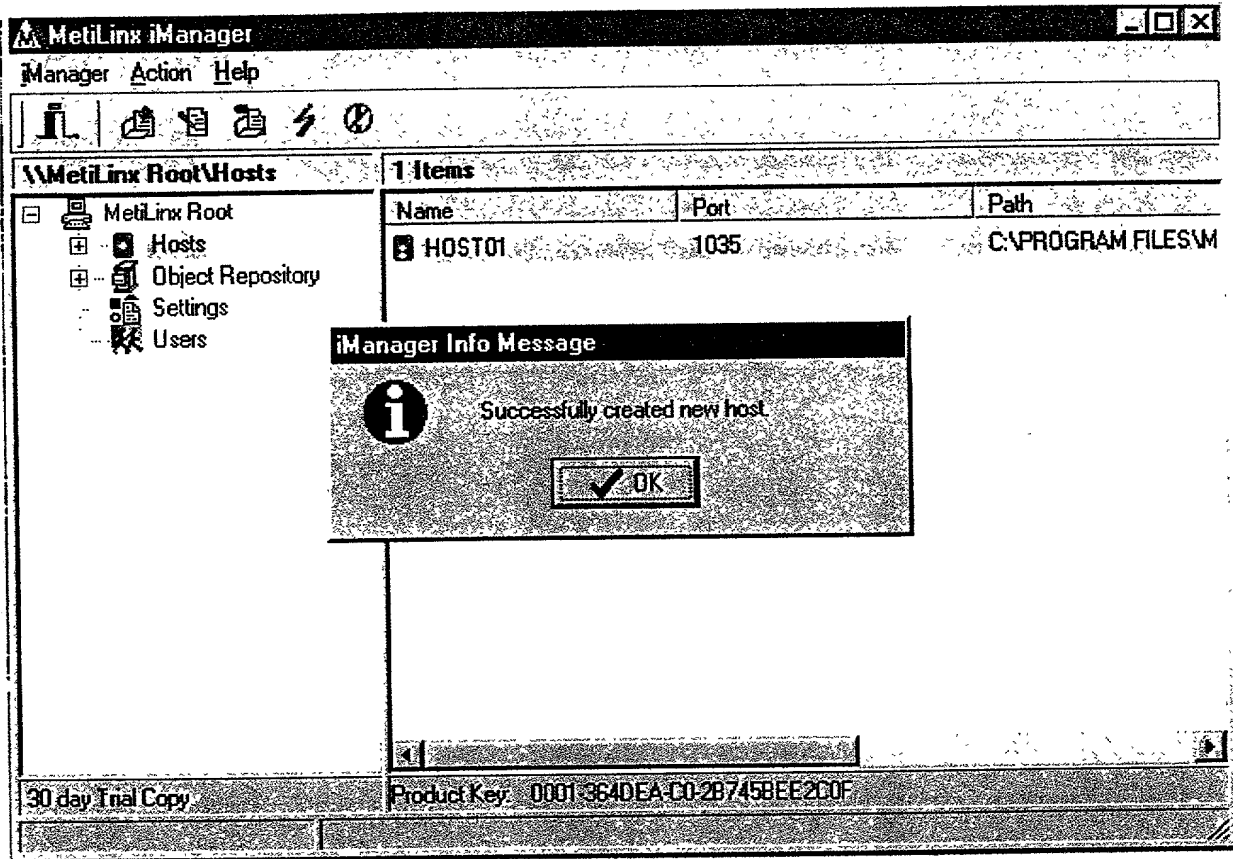 MetiLinx iManager
iManager Action Help
\\MetiLinx Root\Hosts
1 Items
MetiLinx Root
Hosts
Object Repository
Settings
Users
Name Port Path
HOST01 1035 C:\PROGRAM FILES\M
iManager Info Message
Successfully created new host.
OK
30 day Trial Copy
Product Key: 0001-364DEA-C0-2B745BEE2C0F